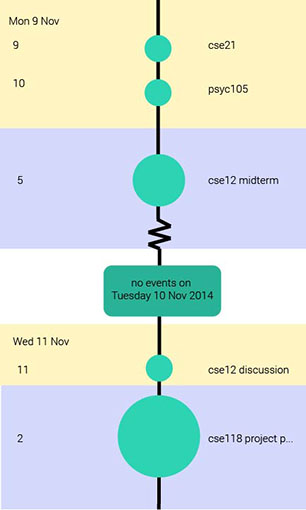 Mon 9 Nov
9 cse21
10 psyc105
5 cse12 midterm
no events on
Tuesday 10 Nov 2014
Wed 11 Nov
11 cse12 discussion
2 cse118 project p...